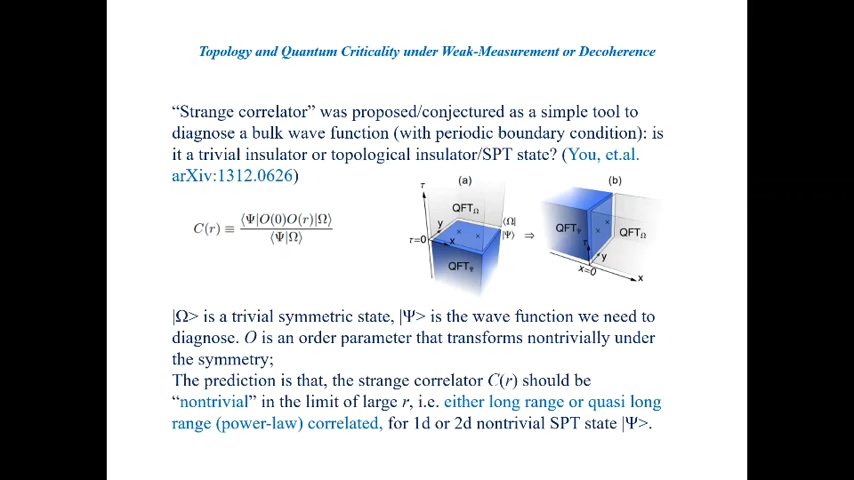 Topology and Quantum Criticality under Weak-Measurement or Decoherence
“Strange correlator” was proposed/conjectured as a simple tool to
diagnose a bulk wave function (with periodic boundary condition): is
it a trivial insulator or topological insulator/SPT state? (You, et.al.
arXiv:1312.0626)
C(r) ≡ ⟨Ψ|O(0)O(r)|Ω⟩ / ⟨Ψ|Ω⟩
(a)
τ
QFT_Ω
y
⟨Ω|
|Ψ⟩
τ=0
x
QFT_Ψ
⇒
(b)
QFT_Ψ
QFT_Ω
τ
y
x=0
x
|Ω> is a trivial symmetric state, |Ψ> is the wave function we need to
diagnose. O is an order parameter that transforms nontrivially under
the symmetry;
The prediction is that, the strange correlator C(r) should be
“nontrivial” in the limit of large r, i.e. either long range or quasi long
range (power-law) correlated, for 1d or 2d nontrivial SPT state |Ψ>.